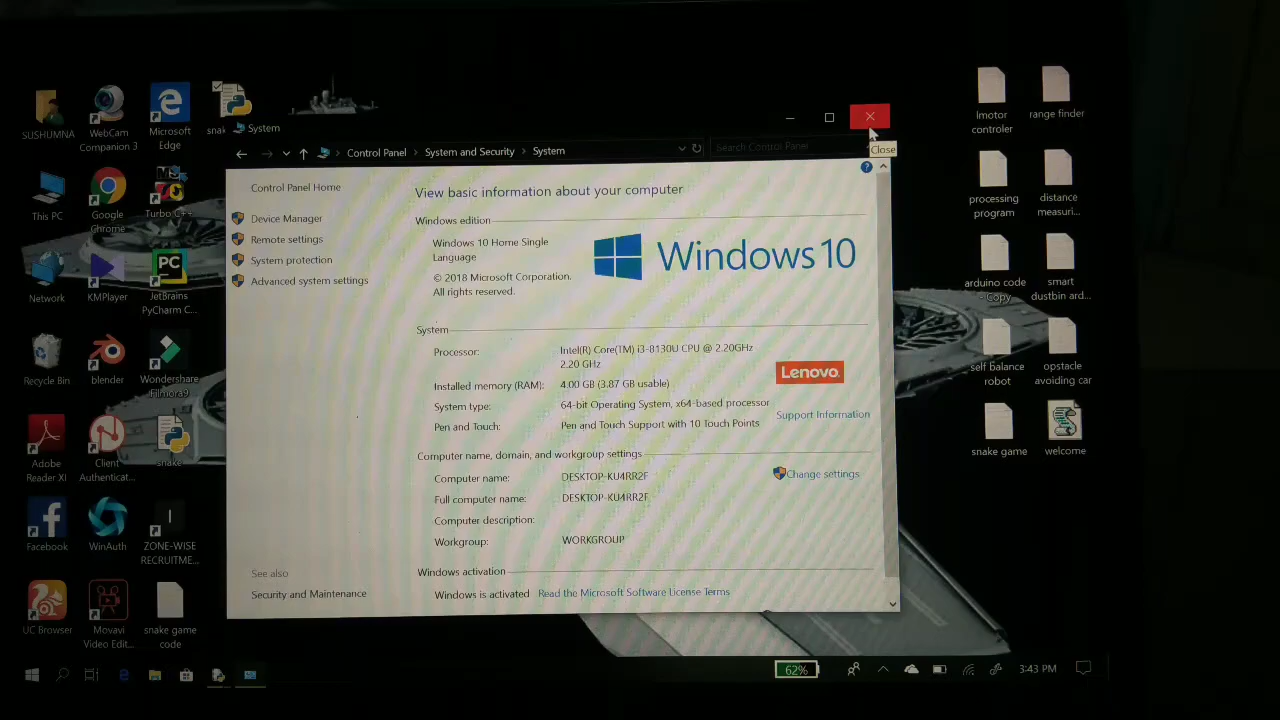 SUSHUMNA
WebCam
Companion 3
Microsoft
Edge
This PC
Google
Chrome
Turbo C++
Network
KMPlayer
JetBrains
PyCharm C...
Recycle Bin
blender
Wondershare
Filmora9
Adobe
Reader XI
Client
Authenticat...
snake
Facebook
WinAuth
ZONE-WISE
RECRUITME...
UC Browser
Movavi
Video Edit...
snake game
code
System
Close
Control Panel
System and Security
System
Search Control Panel
Control Panel Home
Device Manager
Remote settings
System protection
Advanced system settings
See also
Security and Maintenance
View basic information about your computer
Windows edition
Windows 10 Home Single
Language
© 2018 Microsoft Corporation.
All rights reserved.
Windows 10
System
Processor: Intel(R) Core(TM) i3-8130U CPU @ 2.20GHz
2.20 GHz
Installed memory (RAM): 4.00 GB (3.87 GB usable)
System type: 64-bit Operating System, x64-based processor
Pen and Touch: Pen and Touch Support with 10 Touch Points
Lenovo
Support Information
Computer name, domain, and workgroup settings
Computer name: DESKTOP-KU4RR2F
Change settings
Full computer name: DESKTOP-KU4RR2F
Computer description:
Workgroup: WORKGROUP
Windows activation
Windows is activated Read the Microsoft Software License Terms
lmotor
controler
range finder
processing
program
distance
measuri...
arduino code
- Copy
smart
dustbin ard...
self balance
robot
opstacle
avoiding car
snake game
welcome
62%
3:43 PM